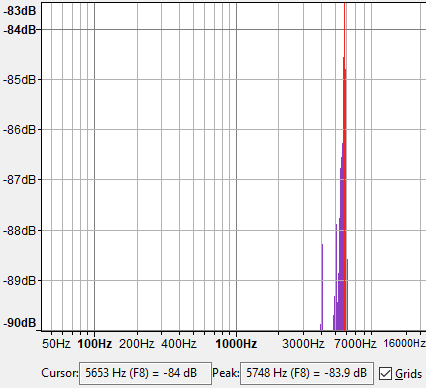 -83dB
-84dB
-85dB
-86dB
-87dB
-88dB
-89dB
-90dB
50Hz 100Hz 200Hz 400Hz 1000Hz 3000Hz 7000Hz 16000Hz
Cursor: 5653 Hz (F8) = -84 dB Peak: 5748 Hz (F8) = -83.9 dB Grids